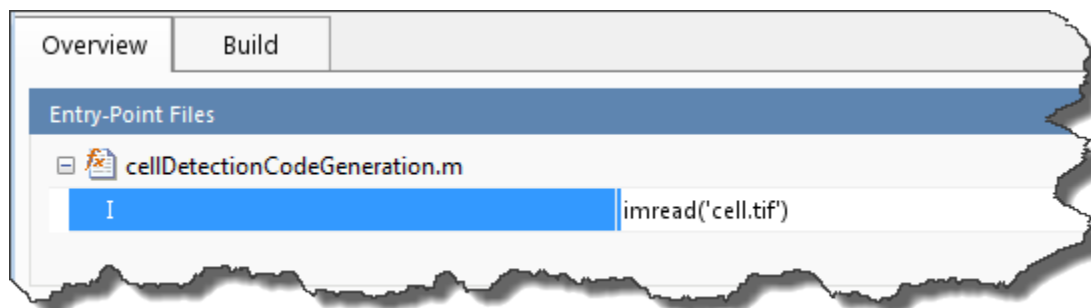 Overview Build
Entry-Point Files
cellDetectionCodeGeneration.m
I imread('cell.tif')